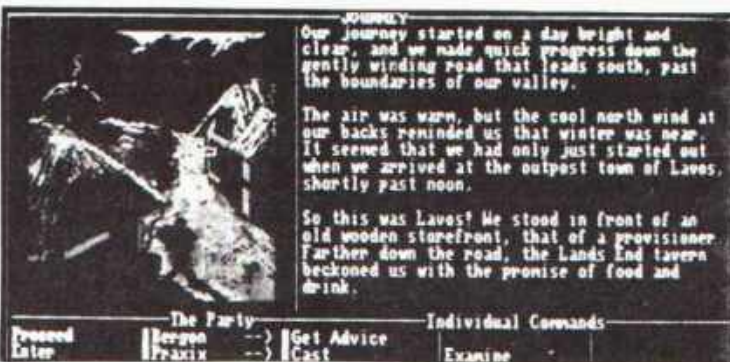 JOURNEY
Our journey started on a day bright and
clear, and we made quick progress down the
gently winding road that leads south, past
the boundaries of our valley.
The air was warm, but the cool north wind at
our backs reminded us that winter was near.
It seemed that we had only just started out
when we arrived at the outpost town of Lavos,
shortly past noon.
So this was Lavos! We stood in front of an
old wooden storefront, that of a provisioner
farther down the road, the Lands End tavern
beckoned us with the promise of food and
drink.
The Party
Individual Commands
Proceed
Bergon --> Get Advice
Enter
Praxix --> Cast
Examine